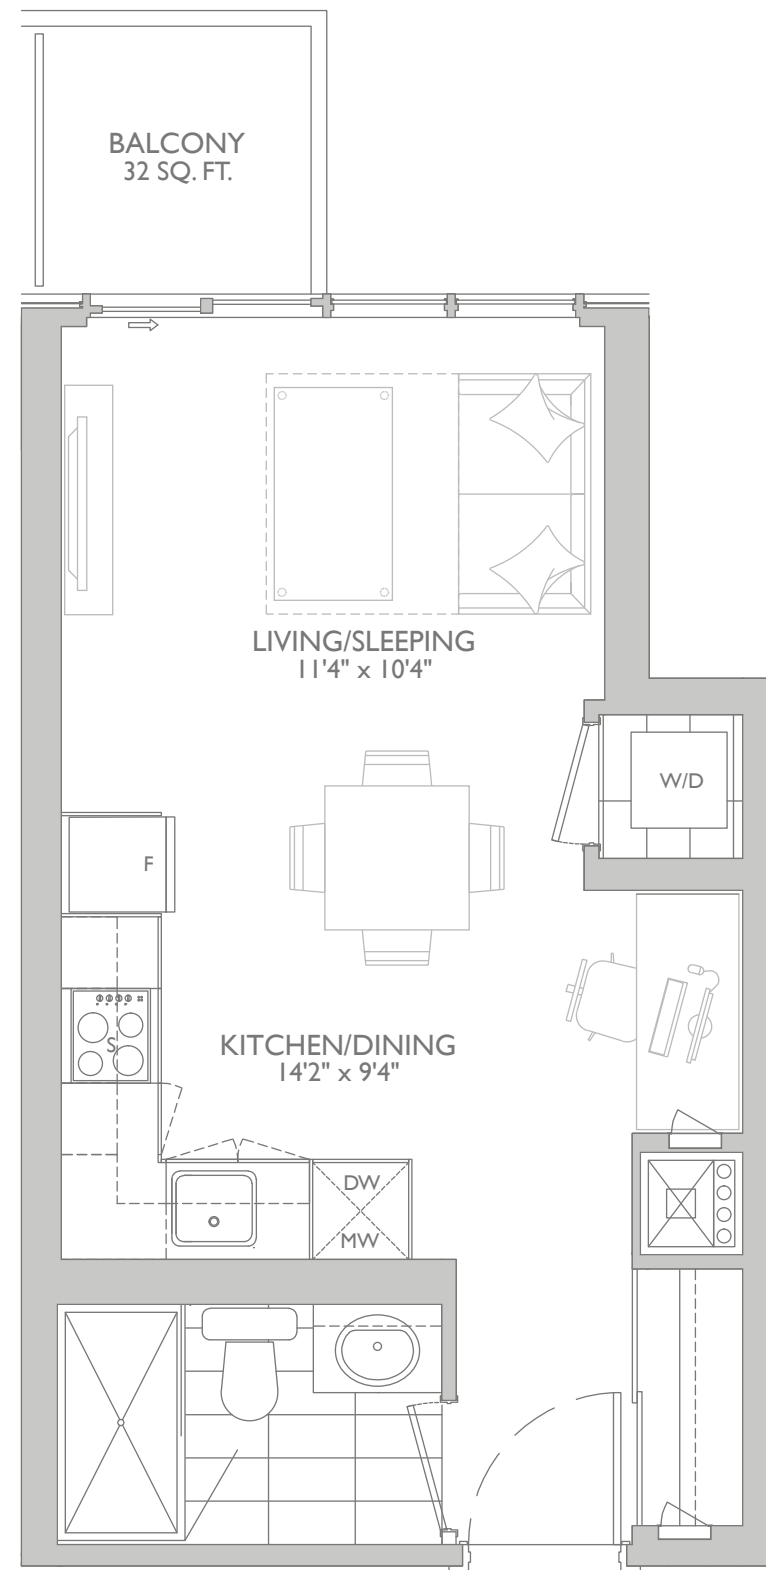 BALCONY
32 SQ. FT.
LIVING/SLEEPING
11'4" x 10'4"
W/D
F
S
KITCHEN/DINING
14'2" x 9'4"
DW
MW